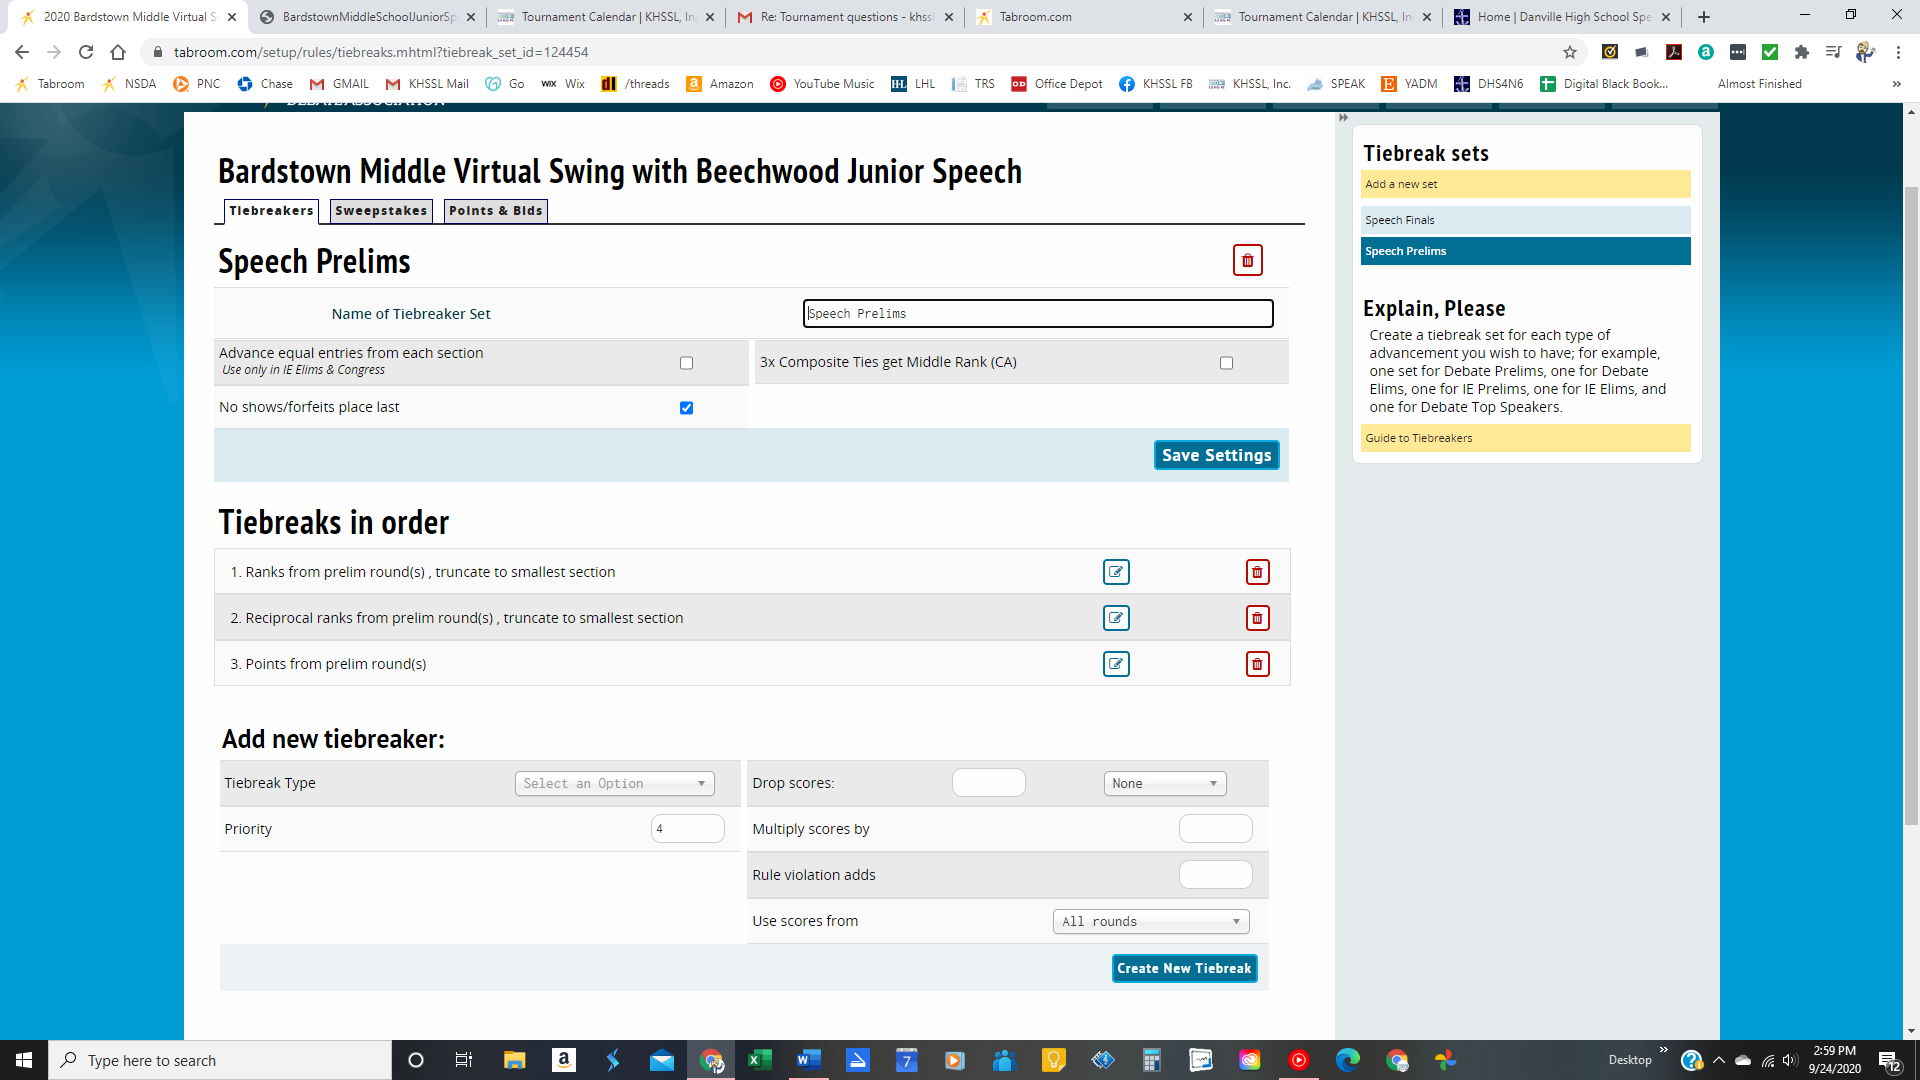 2020 Bardstown Middle Virtual S
BardstownMiddleSchoolJuniorSp
Tournament Calendar | KHSSL, In
Re: Tournament questions - khssl
Tabroom.com
Tournament Calendar | KHSSL, In
Home | Danville High School Spe
tabroom.com/setup/rules/tiebreaks.mhtml?tiebreak_set_id=124454
Tabroom NSDA PNC Chase GMAIL KHSSL Mail Go WIX Wix /threads Amazon YouTube Music HHL LHL TRS OD Office Depot KHSSL FB KHSSL, Inc. SPEAK YADM DHS4N6 Digital Black Book... Almost Finished »
Bardstown Middle Virtual Swing with Beechwood Junior Speech
Tiebreakers Sweepstakes Points & Bids
Speech Prelims
Name of Tiebreaker Set Speech Prelims
Advance equal entries from each section
Use only in IE Elims & Congress
3x Composite Ties get Middle Rank (CA)
No shows/forfeits place last
Save Settings
Tiebreaks in order
1. Ranks from prelim round(s) , truncate to smallest section
2. Reciprocal ranks from prelim round(s) , truncate to smallest section
3. Points from prelim round(s)
Add new tiebreaker:
Tiebreak Type Select an Option Drop scores: None
Priority 4 Multiply scores by
Rule violation adds
Use scores from All rounds
Create New Tiebreak
Tiebreak sets
Add a new set
Speech Finals
Speech Prelims
Explain, Please
Create a tiebreak set for each type of
advancement you wish to have; for example,
one set for Debate Prelims, one for Debate
Elims, one for IE Prelims, one for IE Elims, and
one for Debate Top Speakers.
Guide to Tiebreakers
Type here to search
Desktop »
2:59 PM
9/24/2020
12